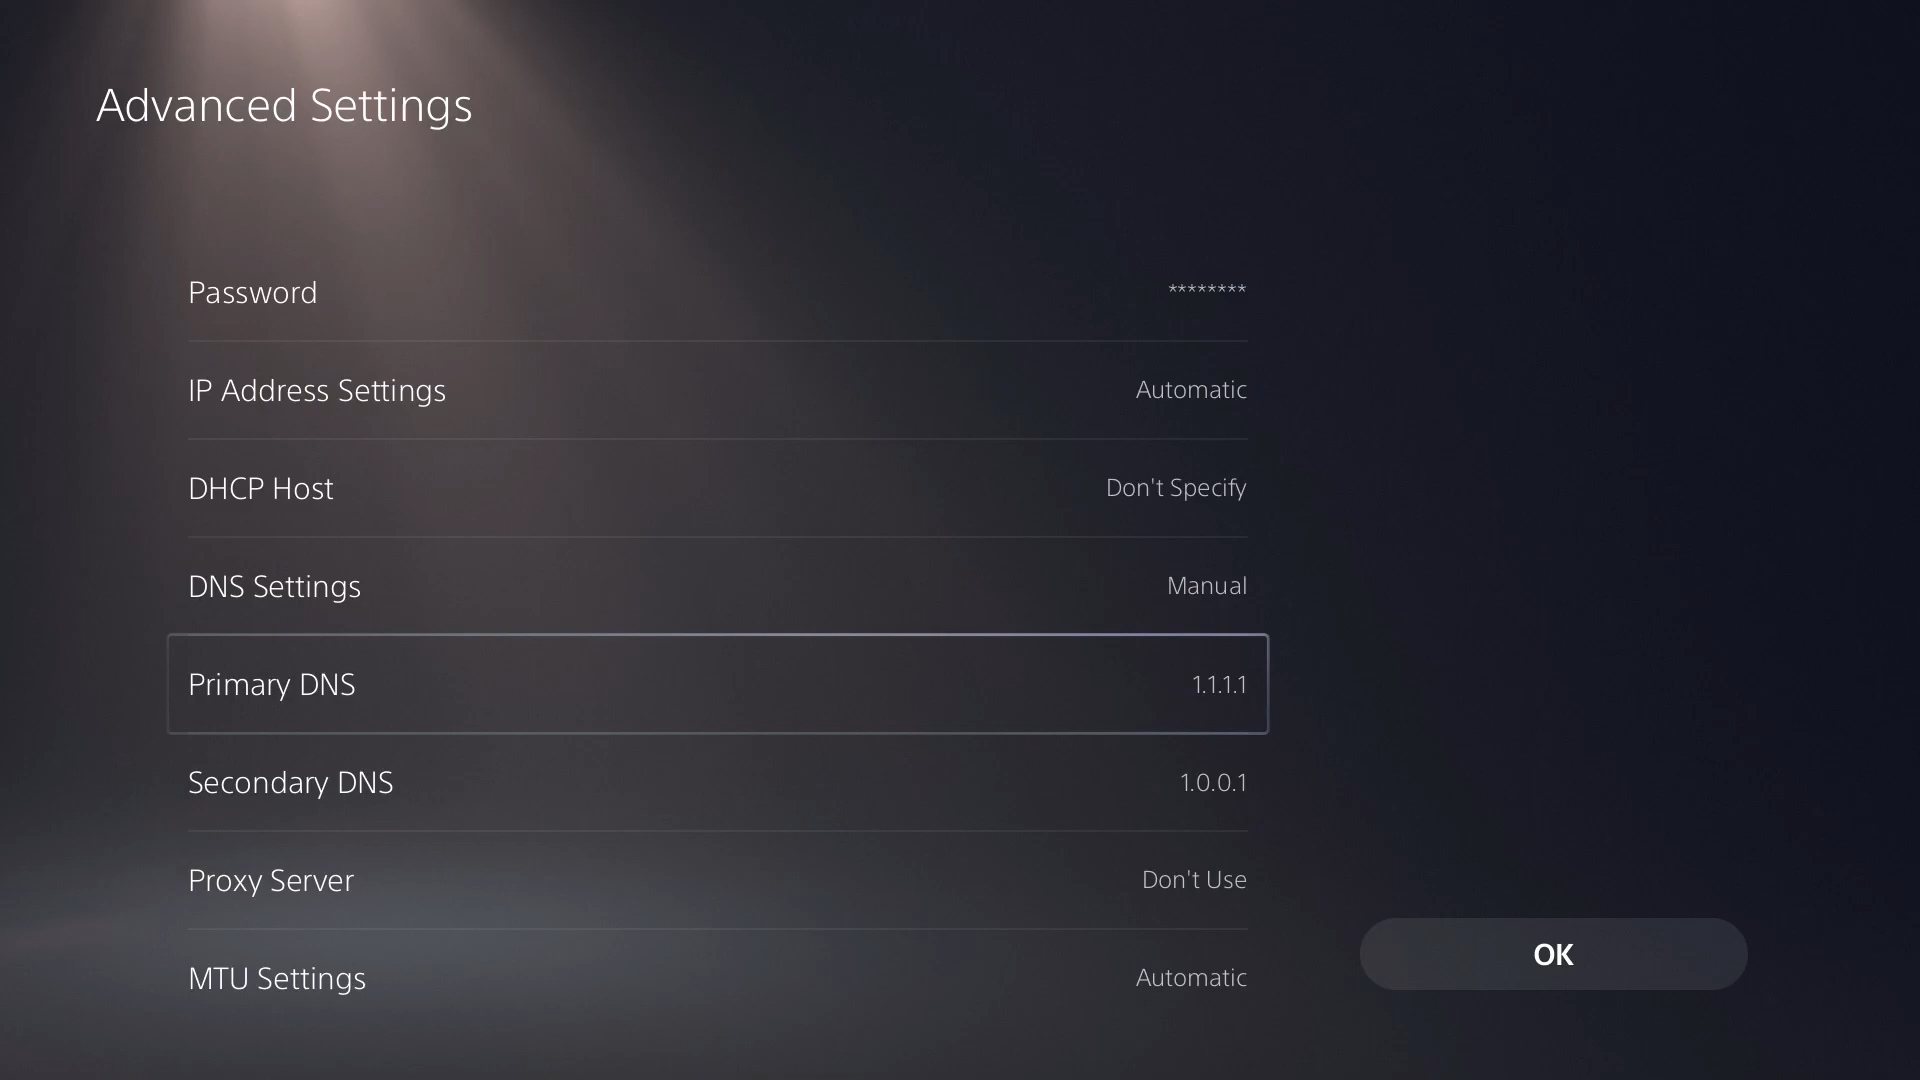 Advanced Settings
Password ********
IP Address Settings Automatic
DHCP Host Don't Specify
DNS Settings Manual
Primary DNS 1.1.1.1
Secondary DNS 1.0.0.1
Proxy Server Don't Use
MTU Settings Automatic
OK